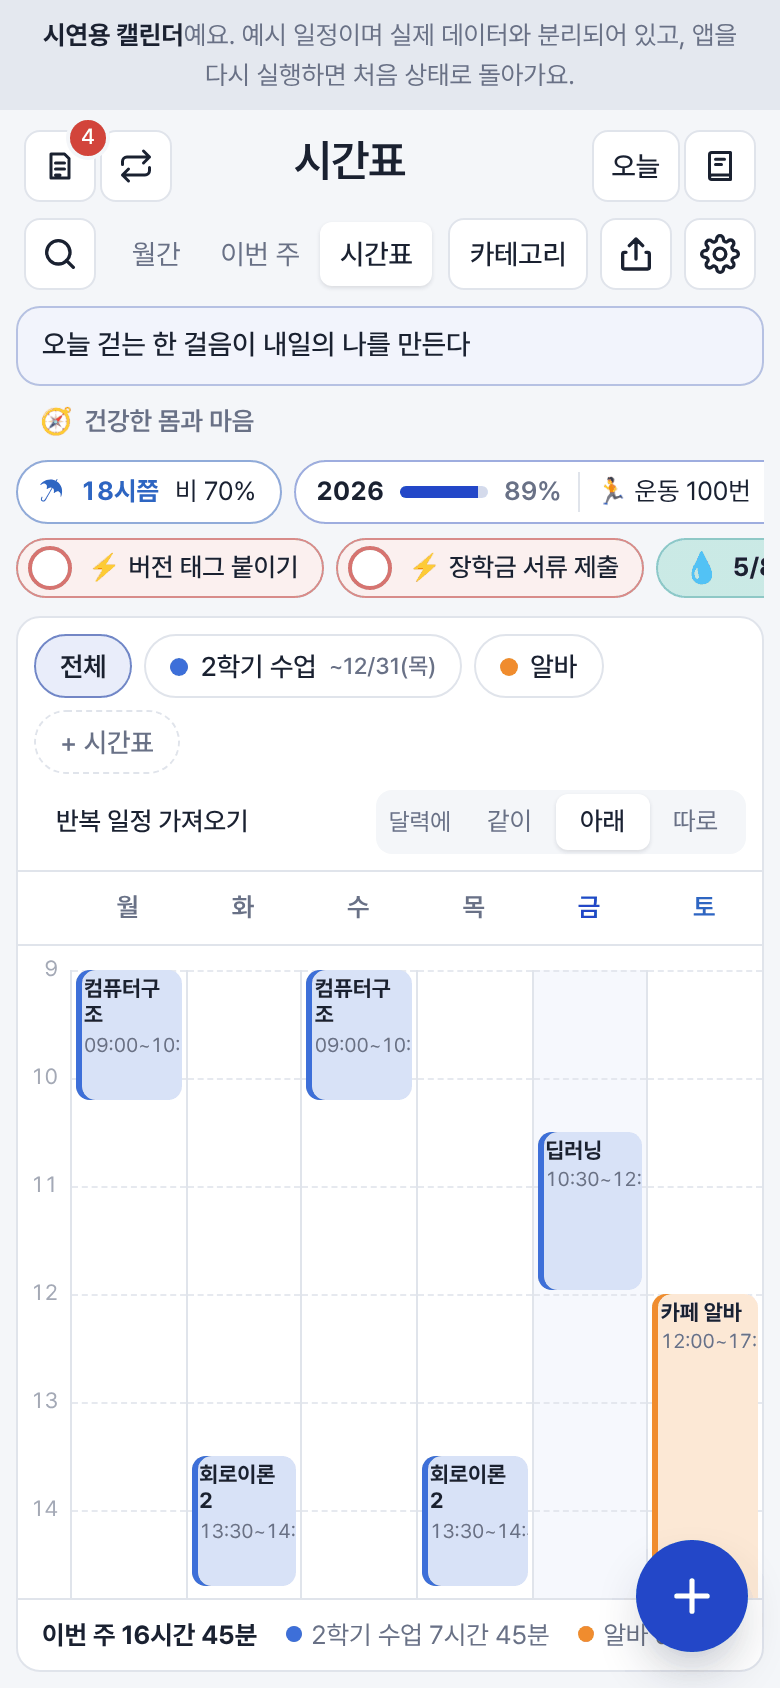 시연용 캘린더예요. 예시 일정이며 실제 데이터와 분리되어 있고, 앱을
다시 실행하면 처음 상태로 돌아가요.
4
시간표
오늘
월간 이번 주 시간표 카테고리
오늘 걷는 한 걸음이 내일의 나를 만든다
건강한 몸과 마음
18시쯤 비 70% 2026 89% 운동 100번
버전 태그 붙이기 장학금 서류 제출 5/8
전체 2학기 수업 ~12/31(목) 알바
+ 시간표
반복 일정 가져오기 달력에 같이 아래 따로
월 화 수 목 금 토
9
컴퓨터구
조
09:00~10:
컴퓨터구
조
09:00~10:
10
딥러닝
10:30~12:
11
12
카페 알바
12:00~17:
13
회로이론
2
13:30~14:
회로이론
2
13:30~14:
14
이번 주 16시간 45분 2학기 수업 7시간 45분 알바